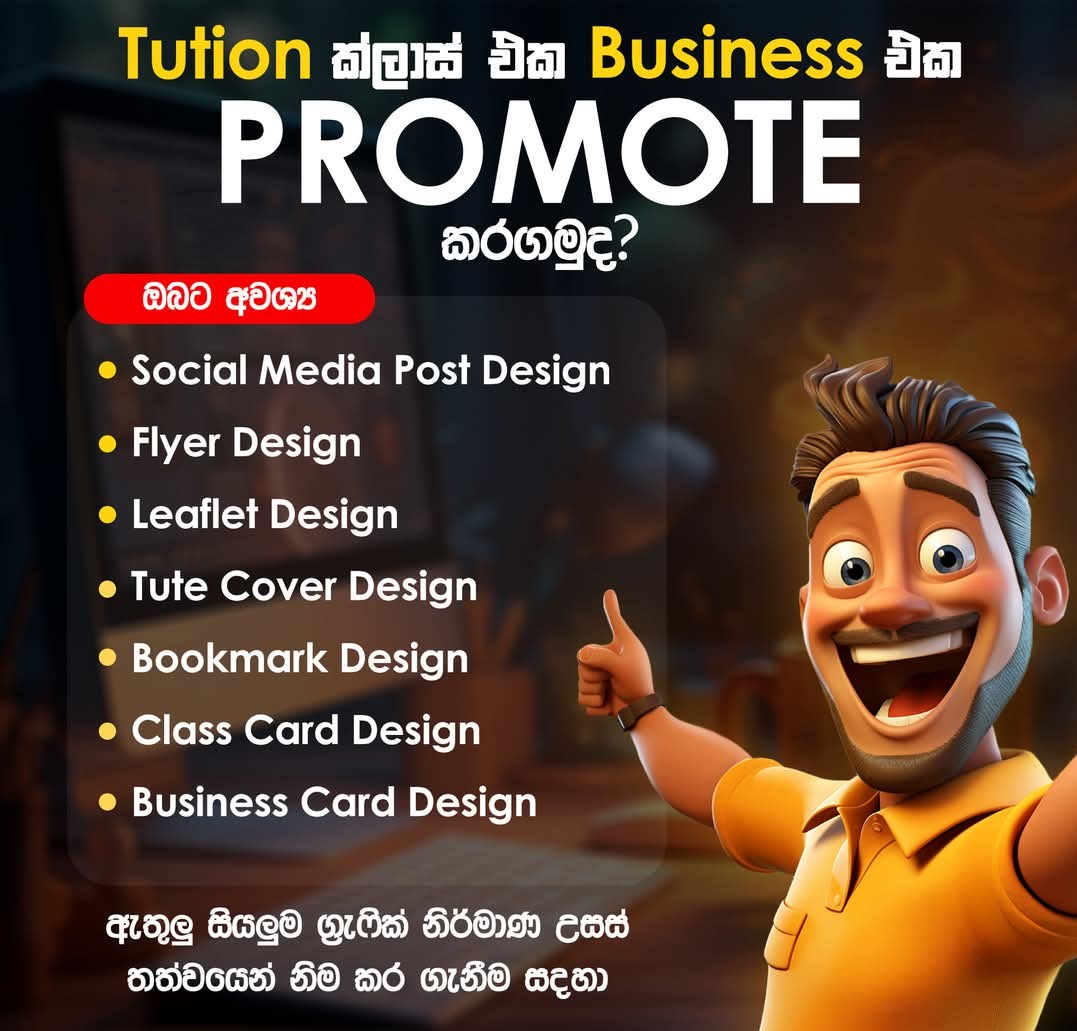 Tution ක්ලාස් එක Business එක
PROMOTE
කරගමුද?
ඔබට අවශ්‍ය
Social Media Post Design
Flyer Design
Leaflet Design
Tute Cover Design
Bookmark Design
Class Card Design
Business Card Design
ඇතුලු සියලුම ග්‍රැෆික් නිර්මාණ උසස්
තත්වයෙන් නිම කර ගැනීම සදහා